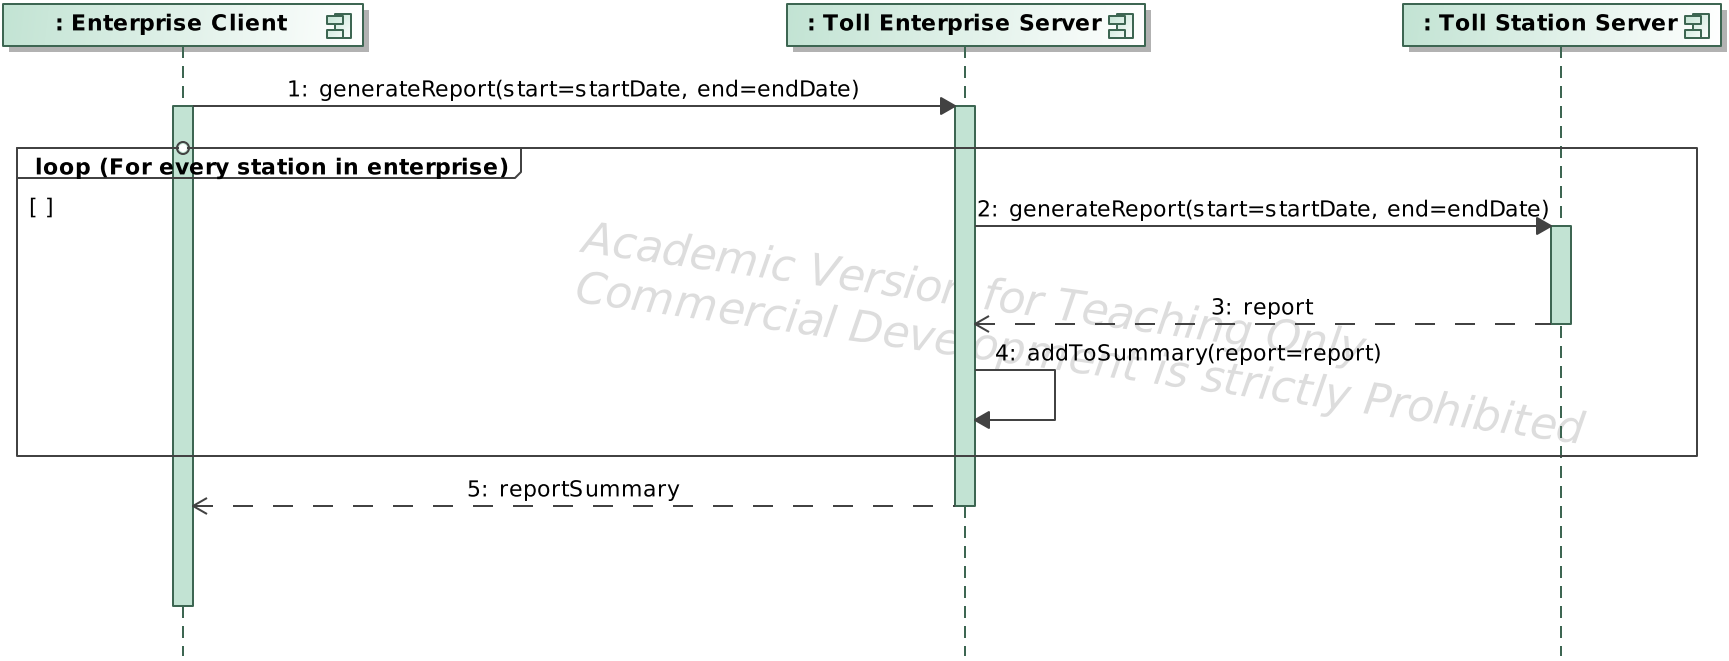 : Enterprise Client
: Toll Enterprise Server
: Toll Station Server
1: generateReport(start=startDate, end=endDate)
loop (For every station in enterprise)
[ ]
2: generateReport(start=startDate, end=endDate)
Academic Version for Teaching Only
Commercial Development is strictly Prohibited
3: report
4: addToSummary(report=report)
5: reportSummary